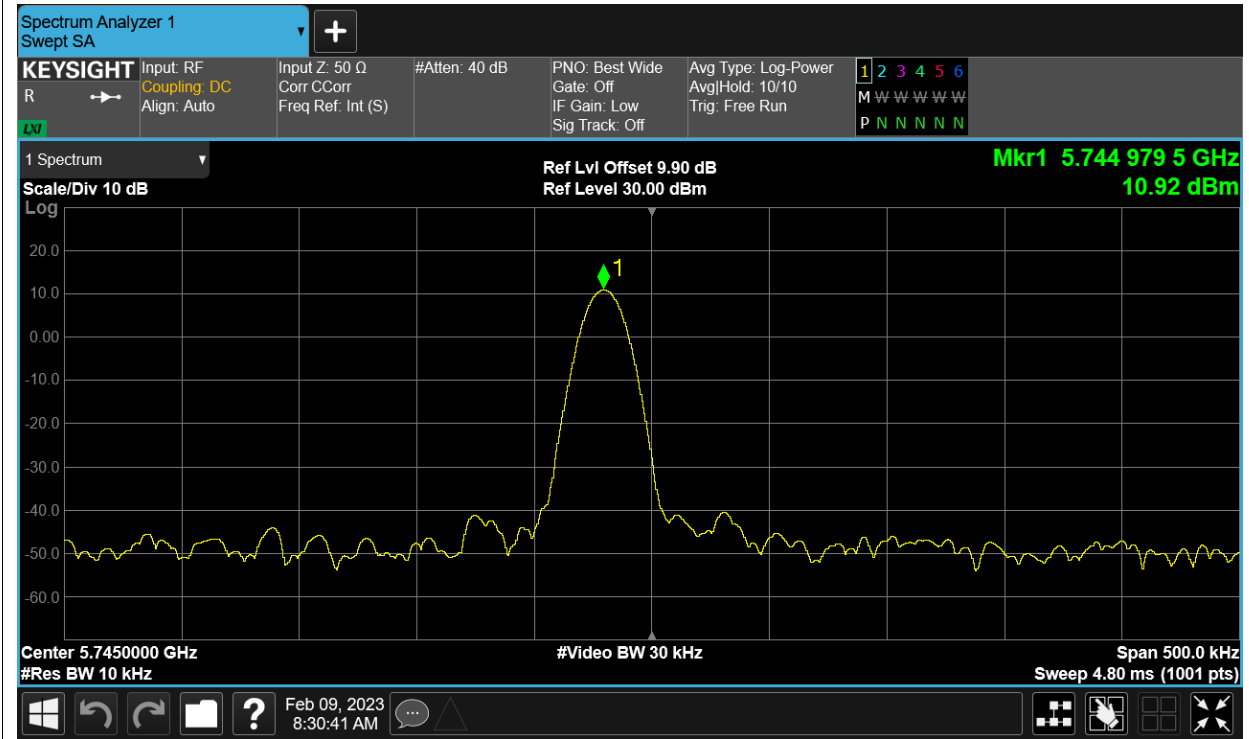 Spectrum Analyzer 1
Swept SA
KEYSIGHT
R
LXI
Input: RF
Coupling: DC
Align: Auto
Input Z: 50 Ω
Corr CCorr
Freq Ref: Int (S)
#Atten: 40 dB
PNO: Best Wide
Gate: Off
IF Gain: Low
Sig Track: Off
Avg Type: Log-Power
Avg|Hold: 10/10
Trig: Free Run
1 2 3 4 5 6
M W W W W W
P N N N N N
1 Spectrum
Scale/Div 10 dB
Ref Lvl Offset 9.90 dB
Ref Level 30.00 dBm
Mkr1 5.744 979 5 GHz
10.92 dBm
Log
20.0
10.0
0.00
-10.0
-20.0
-30.0
-40.0
-50.0
-60.0
1
Center 5.7450000 GHz
#Res BW 10 kHz
#Video BW 30 kHz
Span 500.0 kHz
Sweep 4.80 ms (1001 pts)
?
Feb 09, 2023
8:30:41 AM